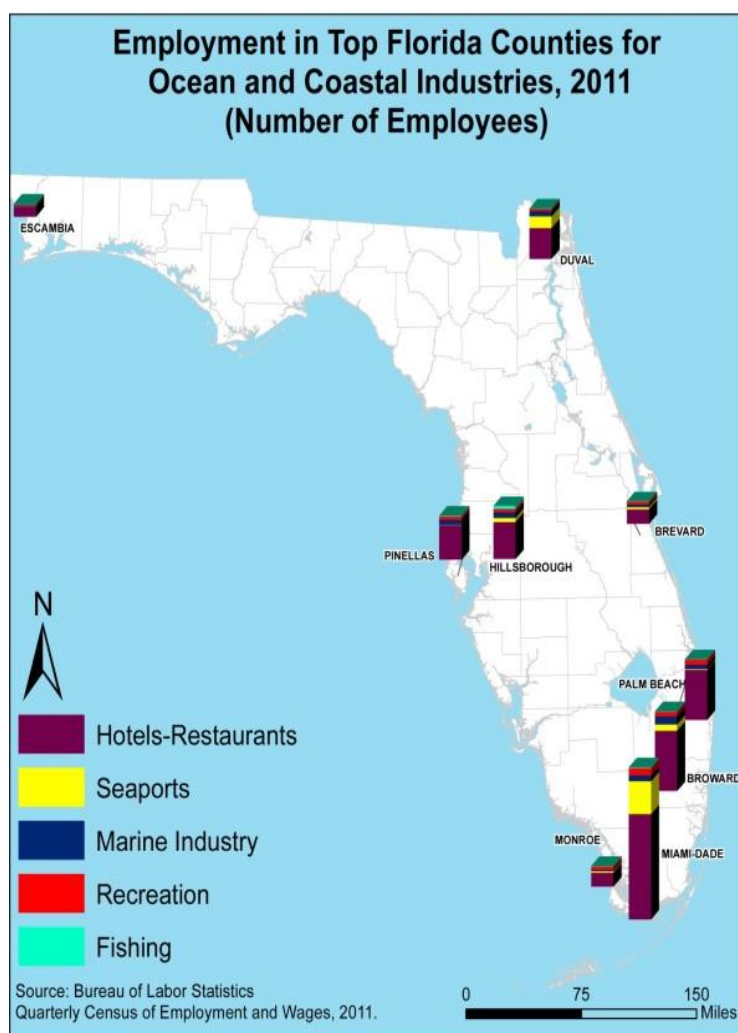 Employment in Top Florida Counties for
Ocean and Coastal Industries, 2011
(Number of Employees)
ESCAMBIA
DUVAL
BREVARD
PINELLAS
HILLSBOROUGH
N
PALM BEACH
Hotels-Restaurants
BROWARD
Seaports
Marine Industry
MONROE
MIAMI-DADE
Recreation
Fishing
Source: Bureau of Labor Statistics
Quarterly Census of Employment and Wages, 2011.
0 75 150
Miles